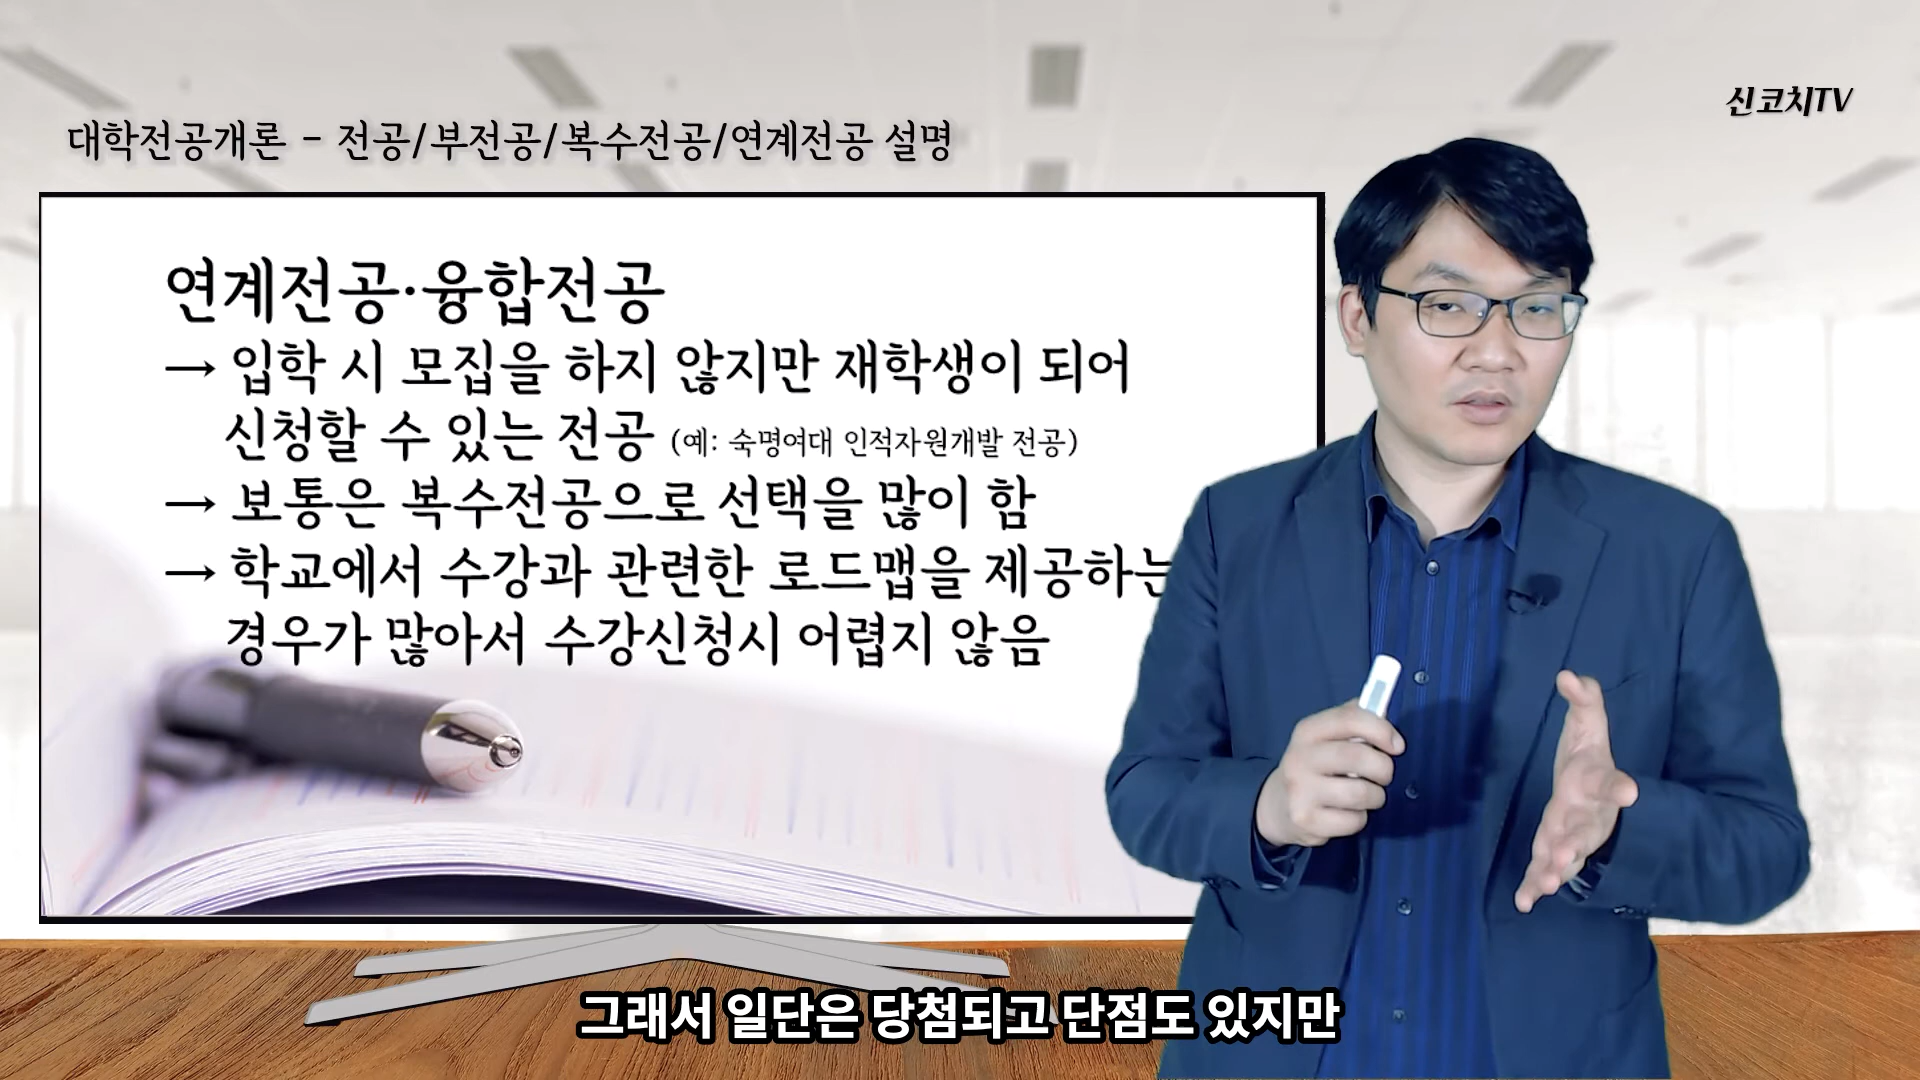 신코치TV
대학전공개론 - 전공/부전공/복수전공/연계전공 설명
연계전공·융합전공
→ 입학 시 모집을 하지 않지만 재학생이 되어
신청할 수 있는 전공 (예: 숙명여대 인적자원개발 전공)
→ 보통은 복수전공으로 선택을 많이 함
→ 학교에서 수강과 관련한 로드맵을 제공하는
경우가 많아서 수강신청시 어렵지 않음
그래서 일단은 당첨되고 단점도 있지만